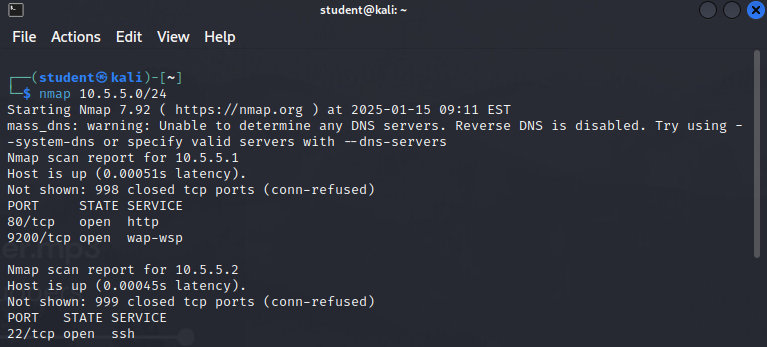 student@kali: ~
File Actions Edit View Help
┌──(student㉿kali)-[~]
└─$ nmap 10.5.5.0/24
Starting Nmap 7.92 ( https://nmap.org ) at 2025-01-15 09:11 EST
mass_dns: warning: Unable to determine any DNS servers. Reverse DNS is disabled. Try using -
-system-dns or specify valid servers with --dns-servers
Nmap scan report for 10.5.5.1
Host is up (0.00051s latency).
Not shown: 998 closed tcp ports (conn-refused)
PORT     STATE SERVICE
80/tcp   open  http
9200/tcp open  wap-wsp
Nmap scan report for 10.5.5.2
Host is up (0.00045s latency).
Not shown: 999 closed tcp ports (conn-refused)
PORT   STATE SERVICE
22/tcp open  ssh